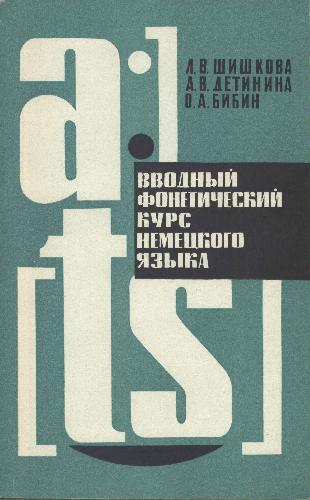 Л.В.ШИШКОВА
А.В.ДЕТИНИНА
О.А.БИБИН
a:]
ВВОДНЫЙ
ФОНЕТИЧЕСКИЙ
КУРС
НЕМЕЦКОГО
ЯЗЫКА
[ts]